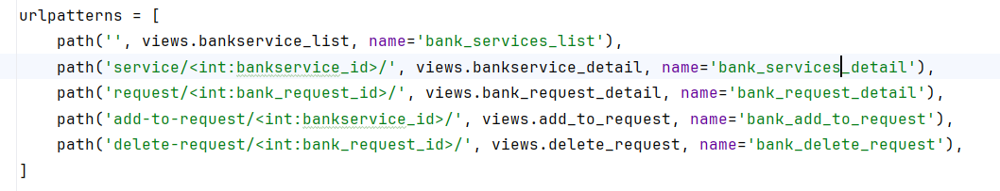 urlpatterns = [
    path('', views.bankservice_list, name='bank_services_list'),
    path('service/<int:bankservice_id>/', views.bankservice_detail, name='bank_services_detail'),
    path('request/<int:bank_request_id>/', views.bank_request_detail, name='bank_request_detail'),
    path('add-to-request/<int:bankservice_id>/', views.add_to_request, name='bank_add_to_request'),
    path('delete-request/<int:bank_request_id>/', views.delete_request, name='bank_delete_request'),
]